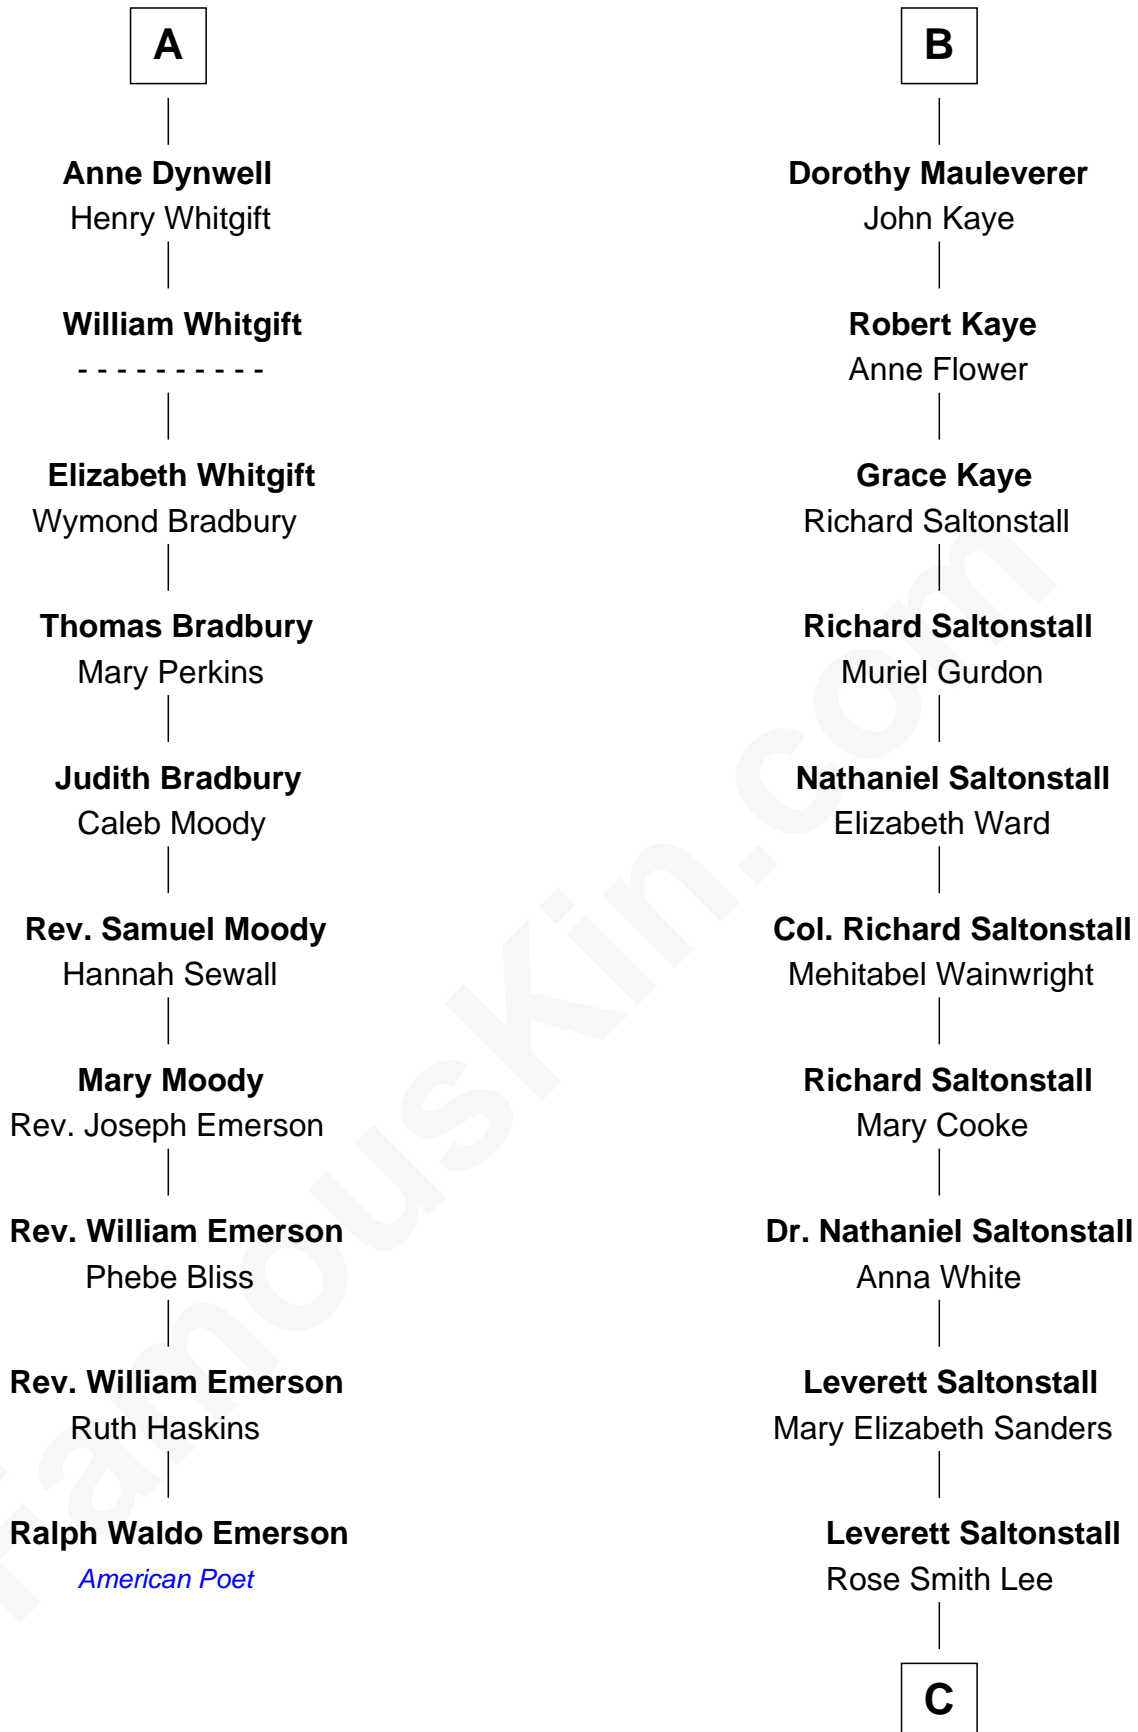 A
Anne Dynwell
Henry Whitgift
William Whitgift
- - - - - - - - - -
Elizabeth Whitgift
Wymond Bradbury
Thomas Bradbury
Mary Perkins
Judith Bradbury
Caleb Moody
Rev. Samuel Moody
Hannah Sewall
Mary Moody
Rev. Joseph Emerson
Rev. William Emerson
Phebe Bliss
Rev. William Emerson
Ruth Haskins
Ralph Waldo Emerson
American Poet
B
Dorothy Mauleverer
John Kaye
Robert Kaye
Anne Flower
Grace Kaye
Richard Saltonstall
Richard Saltonstall
Muriel Gurdon
Nathaniel Saltonstall
Elizabeth Ward
Col. Richard Saltonstall
Mehitabel Wainwright
Richard Saltonstall
Mary Cooke
Dr. Nathaniel Saltonstall
Anna White
Leverett Saltonstall
Mary Elizabeth Sanders
Leverett Saltonstall
Rose Smith Lee
C
FamousKin.com